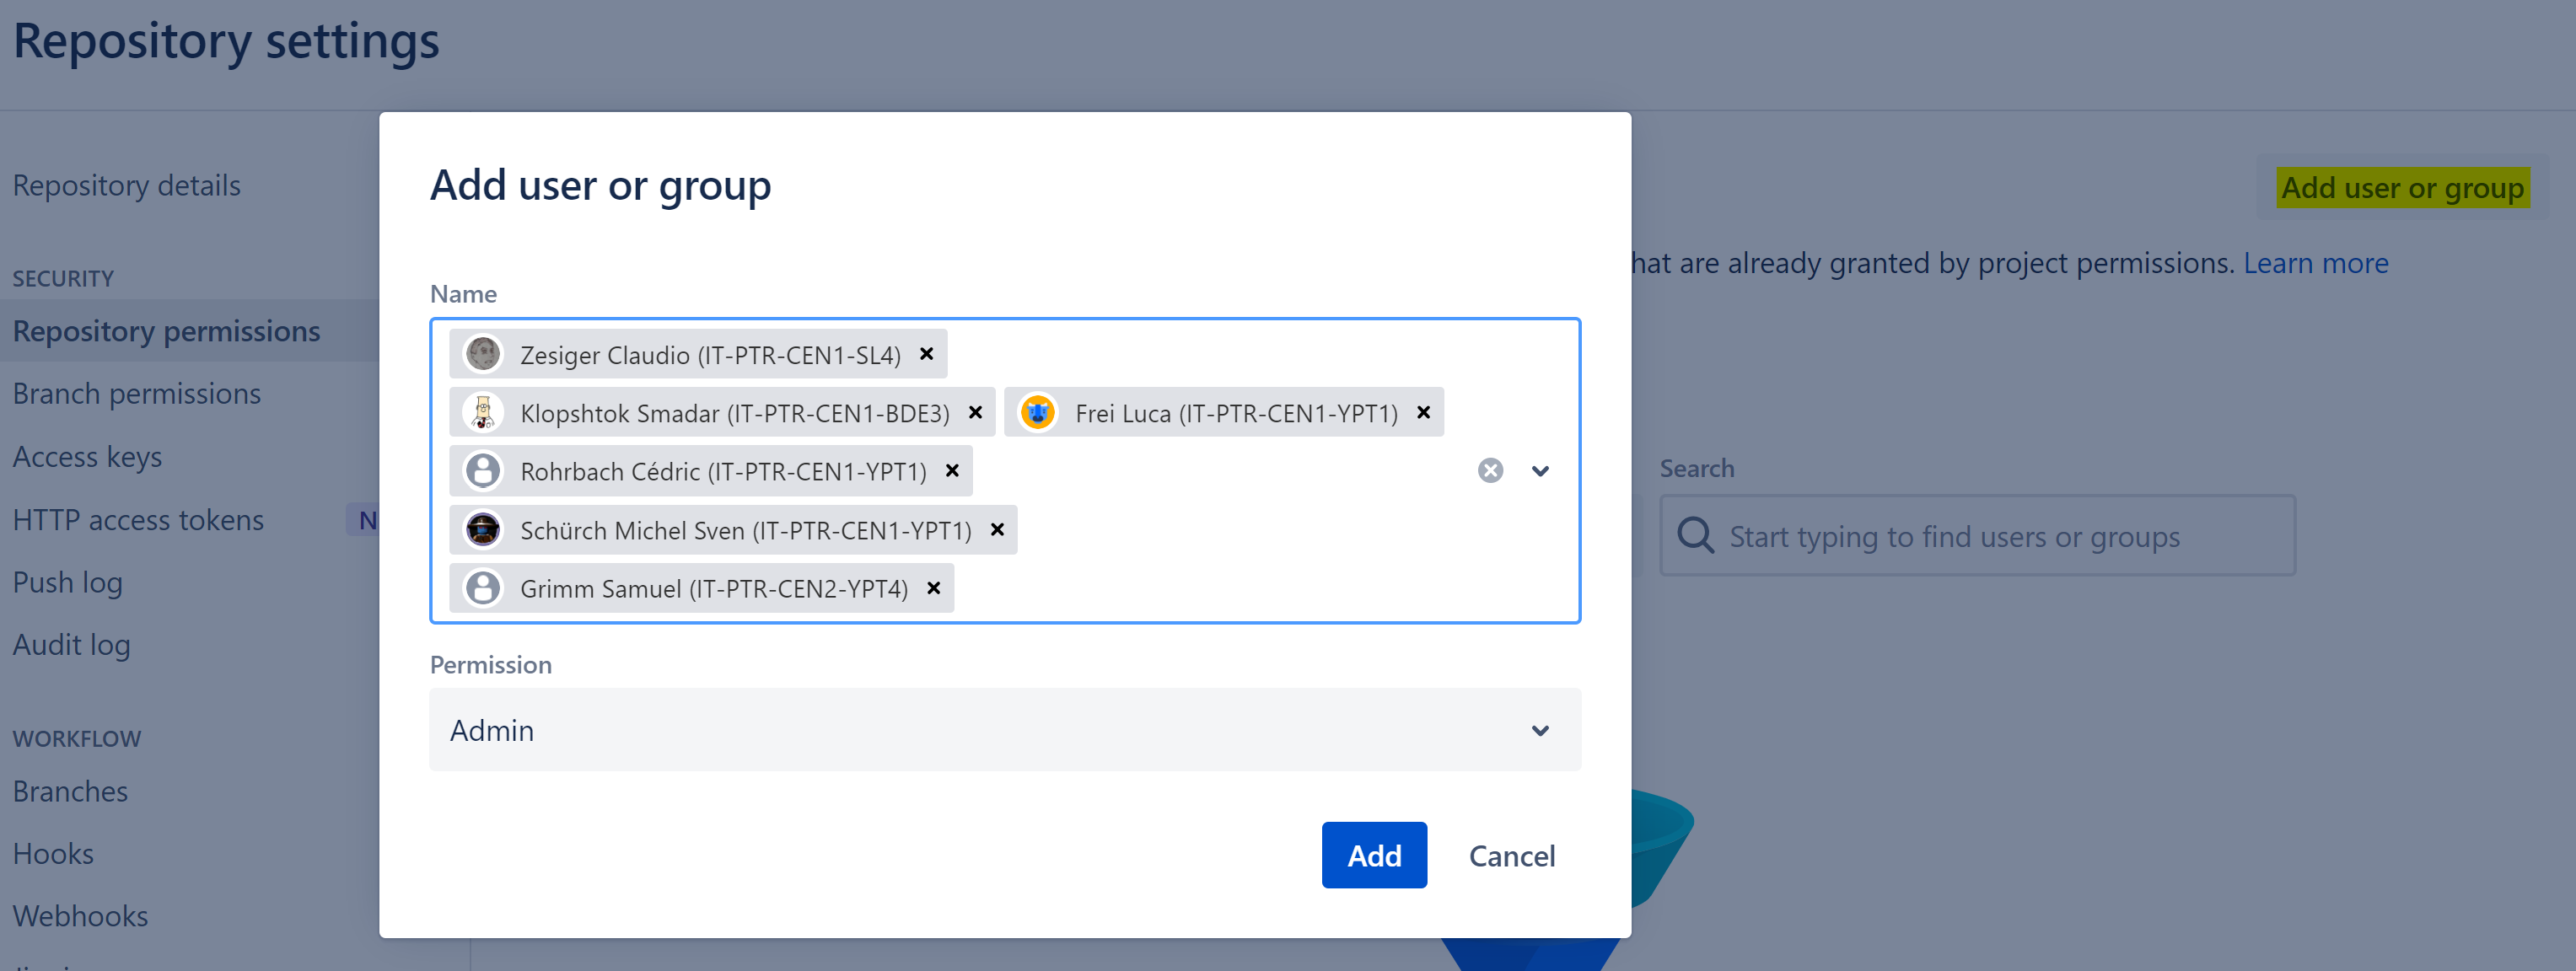 Repository settings
Repository details
SECURITY
Repository permissions
Branch permissions
Access keys
HTTP access tokens
Push log
Audit log
WORKFLOW
Branches
Hooks
Webhooks
Add user or group
Name
Zesiger Claudio (IT-PTR-CEN1-SL4)
Klopshtok Smadar (IT-PTR-CEN1-BDE3) Frei Luca (IT-PTR-CEN1-YPT1)
Rohrbach Cédric (IT-PTR-CEN1-YPT1)
Schürch Michel Sven (IT-PTR-CEN1-YPT1)
Grimm Samuel (IT-PTR-CEN2-YPT4)
Permission
Admin
Add Cancel
Add user or group
hat are already granted by project permissions. Learn more
Search
Start typing to find users or groups